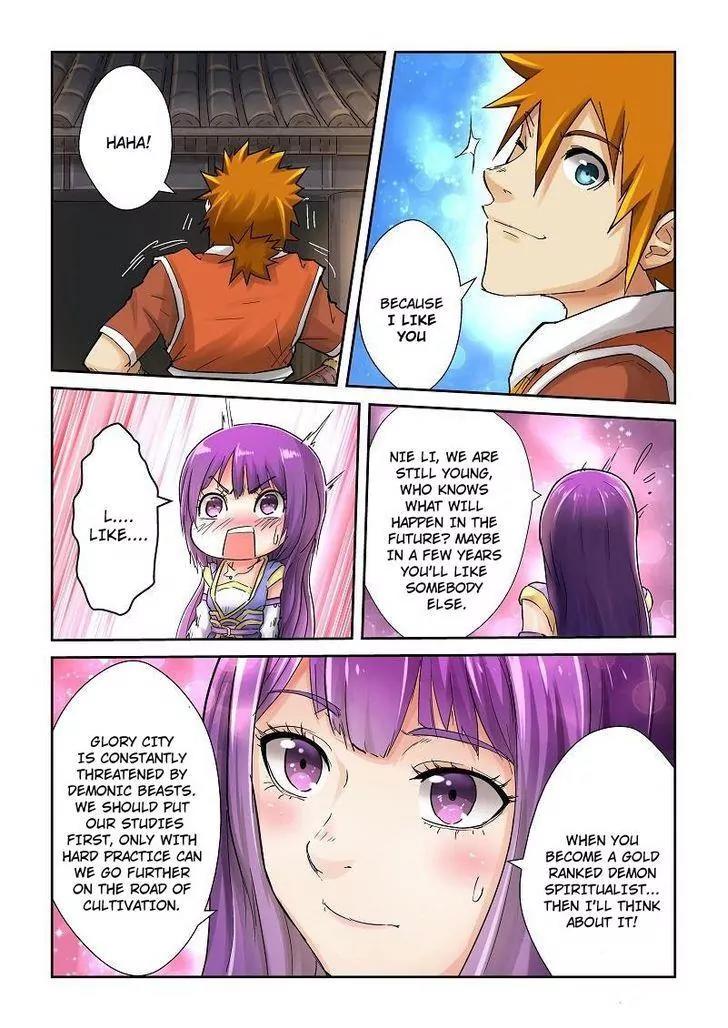 HAHA!
BECAUSE
I LIKE
YOU
L....
LIKE....
NIE LI, WE ARE
STILL YOUNG,
WHO KNOWS
WHAT WILL
HAPPEN IN THE
FUTURE? MAYBE
IN A FEW YEARS
YOU'LL LIKE
SOMEBODY
ELSE.
GLORY CITY
IS CONSTANTLY
THREATENED BY
DEMONIC BEASTS.
WE SHOULD PUT
OUR STUDIES
FIRST, ONLY WITH
HARD PRACTICE CAN
WE GO FURTHER
ON THE ROAD OF
CULTIVATION.
WHEN YOU
BECOME A GOLD
RANKED DEMON
SPIRITUALIST...
THEN I'LL THINK
ABOUT IT!